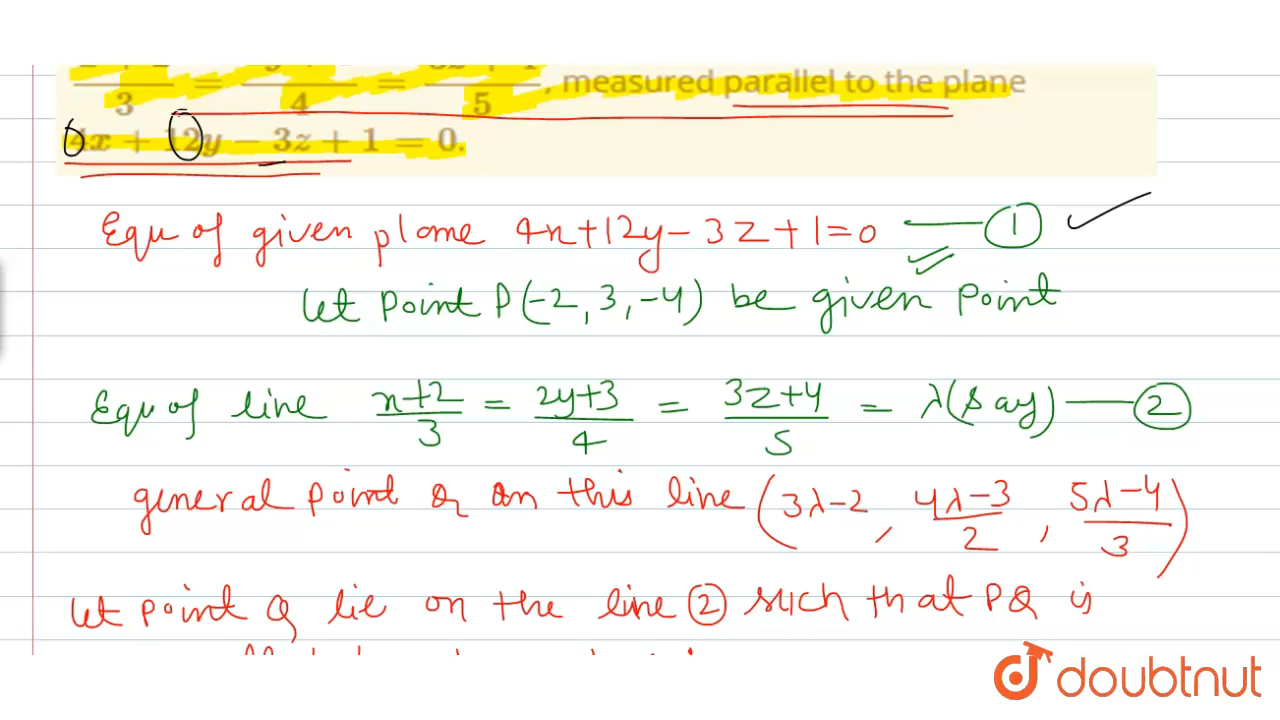 3 = 4 = 5 , measured parallel to the plane
4x + 12y − 3z + 1 = 0.
Equ of given plane 4x+12y-3z+1=0 — 1
let point P(-2, 3, -4) be given point
Equ of line x+2/3 = 2y+3/4 = 3z+4/5 = λ(say) — 2
general point Q on this line (3λ-2, 4λ-3/2, 5λ-4/3)
let point Q lie on the line 2 such that PQ is
doubtnut